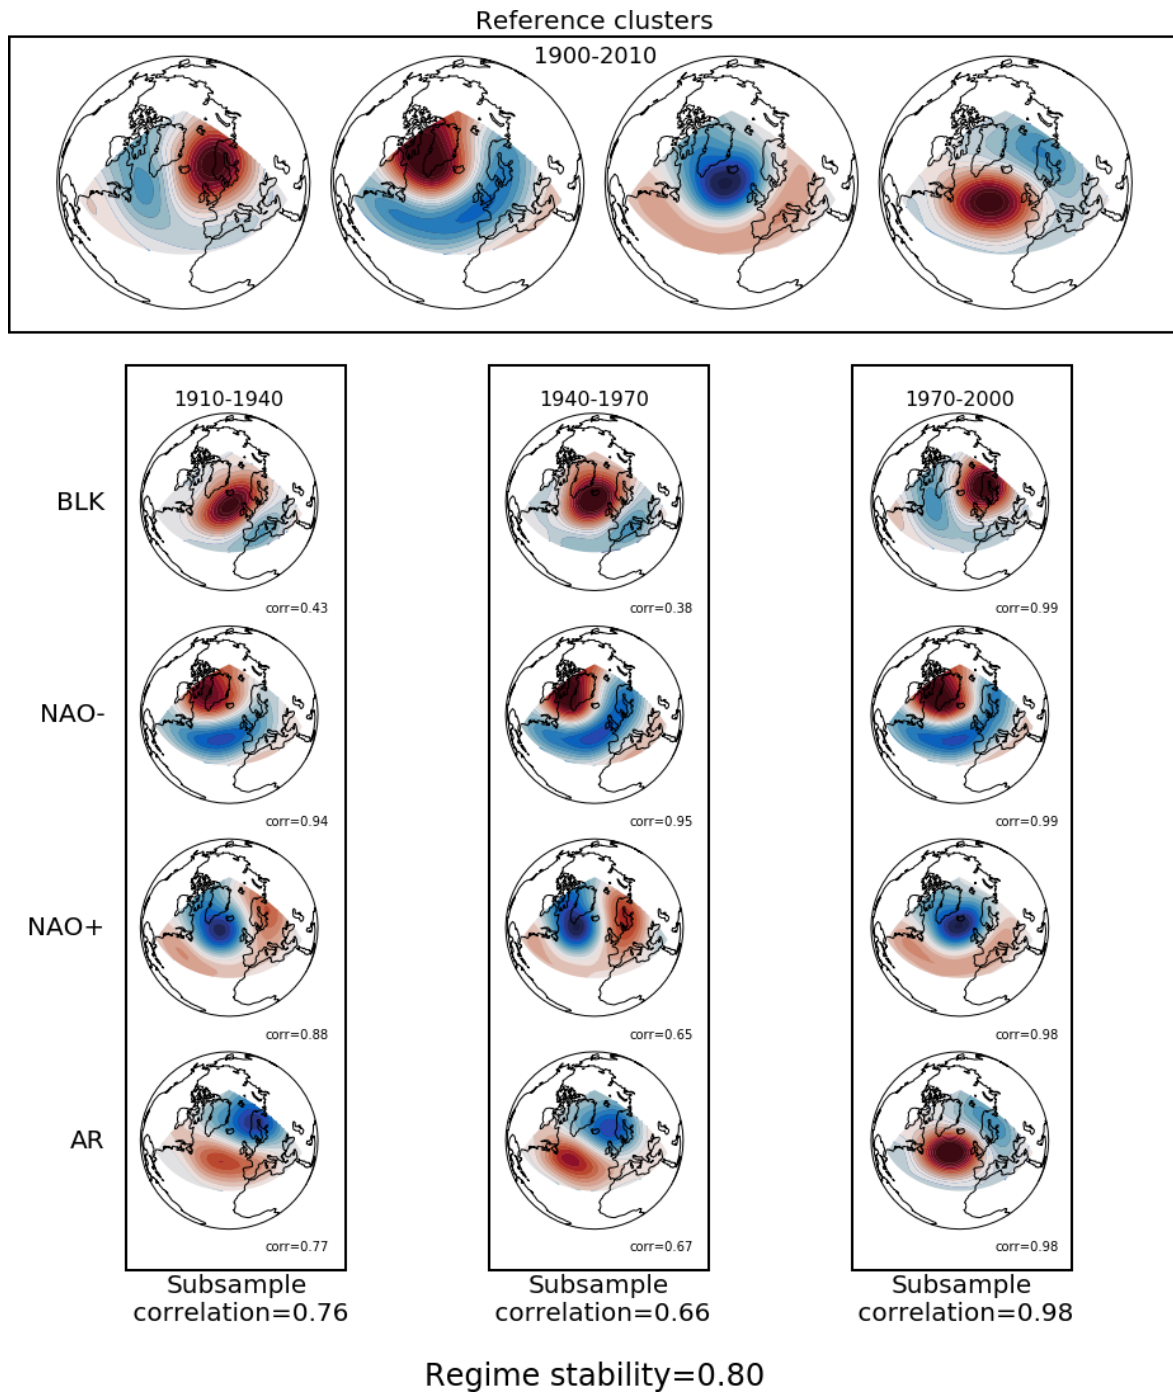 Reference clusters
1900-2010
1910-1940
1940-1970
1970-2000
BLK
corr=0.43
corr=0.38
corr=0.99
NAO-
corr=0.94
corr=0.95
corr=0.99
NAO+
corr=0.88
corr=0.65
corr=0.98
AR
corr=0.77
corr=0.67
corr=0.98
Subsample
correlation=0.76
Subsample
correlation=0.66
Subsample
correlation=0.98
Regime stability=0.80